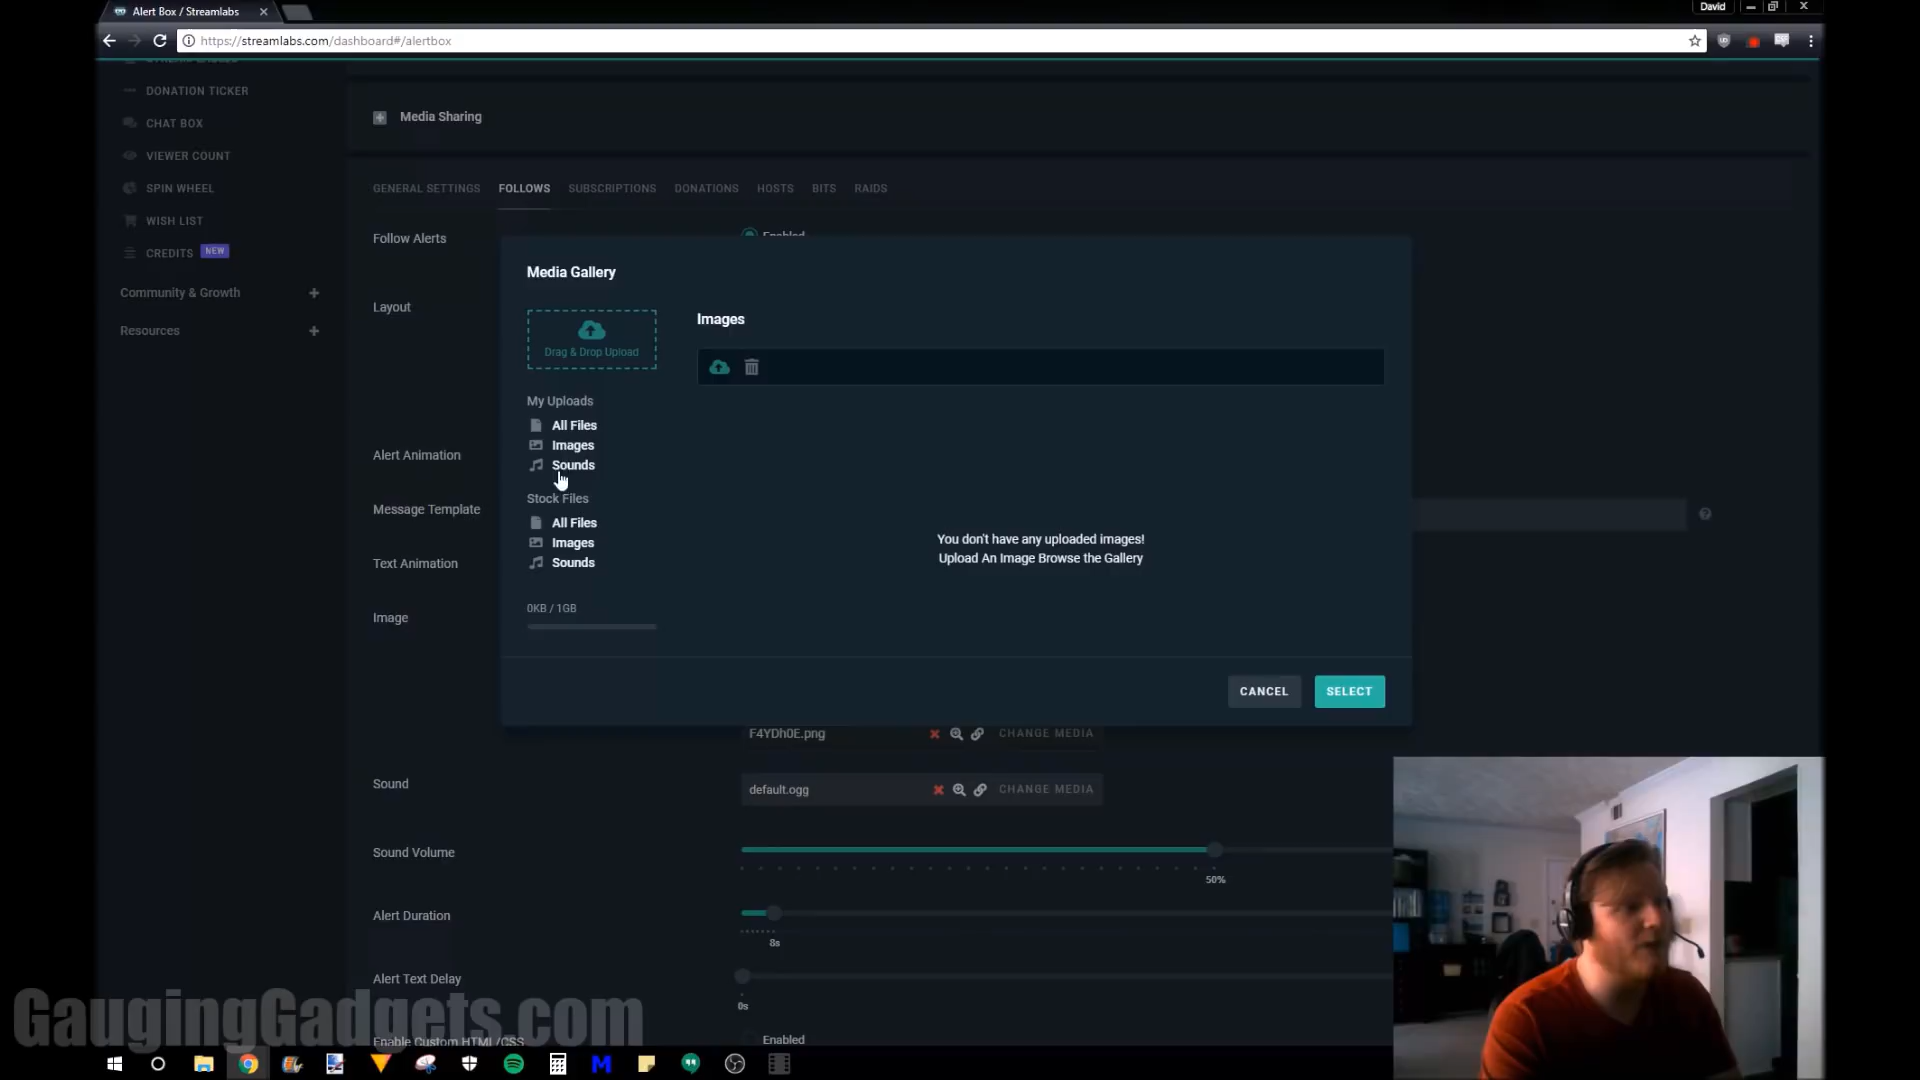 Alert Box / Streamlabs
David
https://streamlabs.com/dashboard#/alertbox
DONATION TICKER
CHAT BOX
VIEWER COUNT
SPIN WHEEL
WISH LIST
CREDITS NEW
Community & Growth
Resources
Media Sharing
GENERAL SETTINGS FOLLOWS SUBSCRIPTIONS DONATIONS HOSTS BITS RAIDS
Follow Alerts
Enabled
Layout
Alert Animation
Message Template
Text Animation
Image
Media Gallery
Drag & Drop Upload
My Uploads
All Files
Images
Sounds
Stock Files
All Files
Images
Sounds
0KB / 1GB
Images
You don't have any uploaded images!
Upload An Image Browse the Gallery
CANCEL SELECT
F4YDh0E.png CHANGE MEDIA
Sound
default.ogg CHANGE MEDIA
Sound Volume
50%
Alert Duration
8s
Alert Text Delay
0s
Enable Custom HTML/CSS
Enabled
GaugingGadgets.com